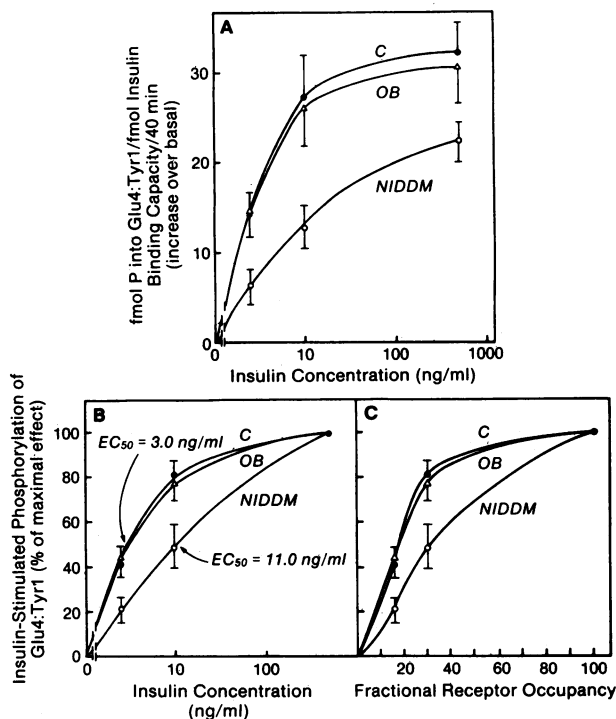 A
fmol P into Glu4:Tyr1/fmol Insulin
Binding Capacity/40 min
(increase over basal)
30
20
10
0
C
OB
NIDDM
0 10 100 1000
Insulin Concentration (ng/ml)
Insulin-Stimulated Phosphorylation of
Glu4:Tyr1 (% of maximal effect)
B
100
80
60
40
20
0
C
OB
EC50 = 3.0 ng/ml
NIDDM
EC50 = 11.0 ng/ml
0 10 100
Insulin Concentration
(ng/ml)
C
C
OB
NIDDM
20 40 60 80 100
Fractional Receptor Occupancy